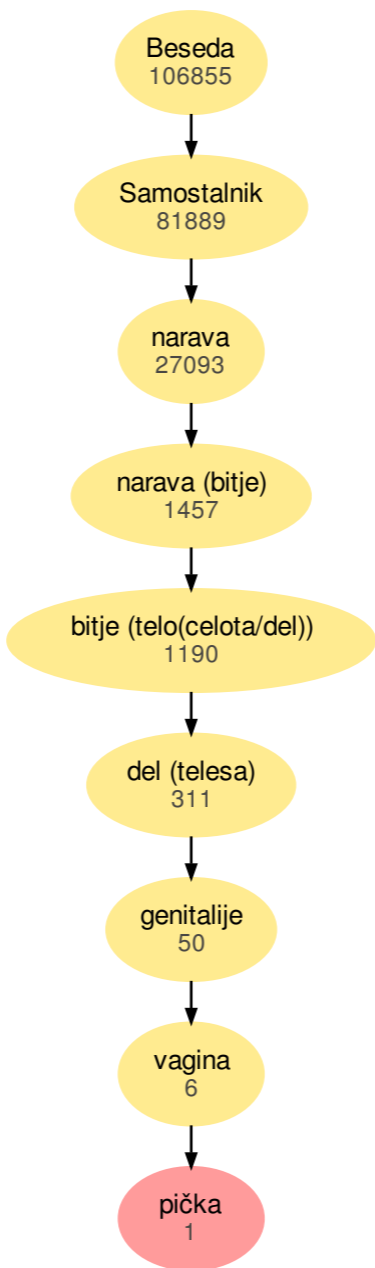 Beseda
106855
Samostalnik
81889
narava
27093
narava (bitje)
1457
bitje (telo(celota/del))
1190
del (telesa)
311
genitalije
50
vagina
6
pička
1